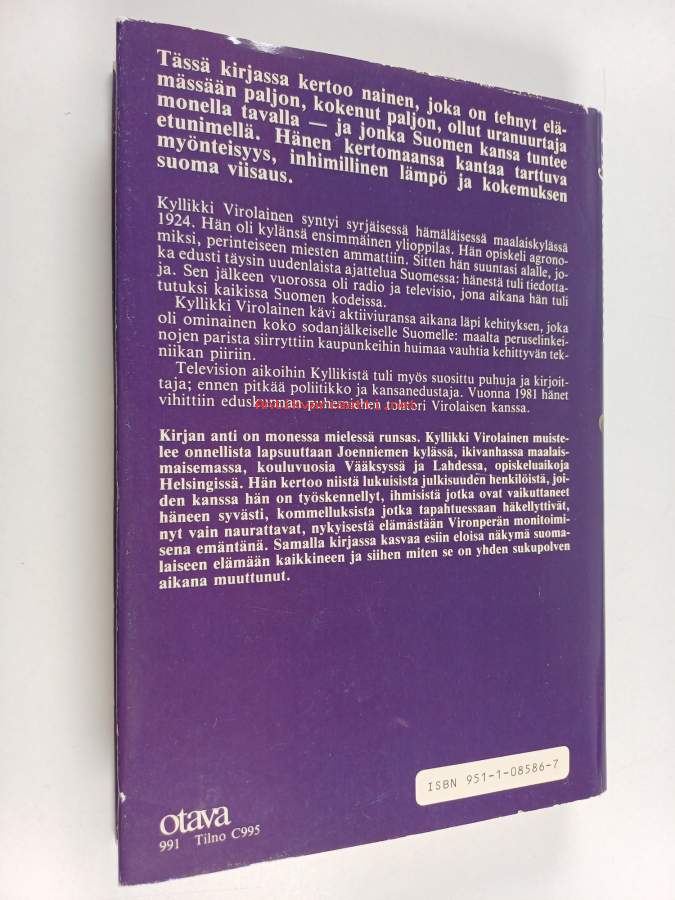 Tässä kirjassa kertoo nainen, joka on tehnyt elä-
mässään paljon, kokenut paljon, ollut uranuurtaja
monella tavalla — ja jonka Suomen kansa tuntee
etunimellä. Hänen kertomaansa kantaa tarttuva
myönteisyys, inhimillinen lämpö ja kokemuksen
suoma viisaus.
Kyllikki Virolainen syntyi syrjäisessä hämäläisessä maalaiskylässä
1924. Hän oli kylänsä ensimmäinen ylioppilas. Hän opiskeli agrono-
miksi, perinteiseen miesten ammattiin. Sitten hän suuntasi alalle, jo-
ka edusti täysin uudenlaista ajattelua Suomessa: hänestä tuli tiedotta-
ja. Sen jälkeen vuorossa oli radio ja televisio, jona aikana hän tuli
tutuksi kaikissa Suomen kodeissa.
Kyllikki Virolainen kävi aktiiviuransa aikana läpi kehityksen, joka
oli ominainen koko sodanjälkeiselle Suomelle: maalta peruselinkei-
nojen parista siirryttiin kaupunkeihin huimaa vauhtia kehittyvän tek-
niikan piiriin.
Television aikoihin Kyllikistä tuli myös suosittu puhuja ja kirjoit-
taja; ennen pitkää poliitikko ja kansanedustaja. Vuonna 1981 hänet
vihittiin eduskunnan puhemiehen tohtori Virolaisen kanssa.
Kirjan anti on monessa mielessä runsas. Kyllikki Virolainen muiste-
lee onnellista lapsuuttaan Joenniemen kylässä, ikivanhassa maalais-
maisemassa, kouluvuosia Vääksyssä ja Lahdessa, opiskeluaikoja
Helsingissä. Hän kertoo niistä lukuisista julkisuuden henkilöistä, joi-
den kanssa hän on työskennellyt, ihmisistä jotka ovat vaikuttaneet
häneen syvästi, kommelluksista jotka tapahtuessaan häkellyttivät,
nyt vain naurattavat, nykyisestä elämästään Vironperän monitoimi-
sena emäntänä. Samalla kirjassa kasvaa esiin eloisa näkymä suoma-
laiseen elämään kaikkineen ja siihen miten se on yhden sukupolven
aikana muuttunut.
ISBN 951-1-08586-7
otava
991 Tilno C995